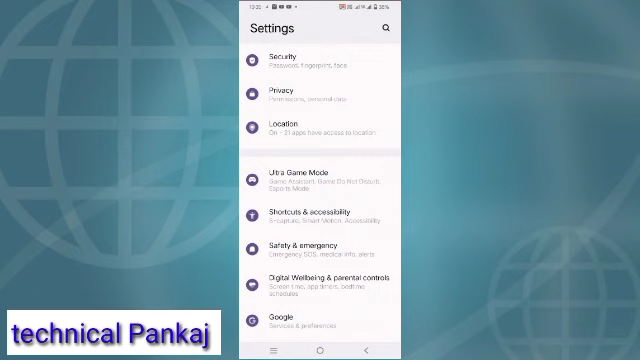 Settings
Security
Password, fingerprint, face
Privacy
Permissions, personal data
Location
On - 21 apps have access to location
Ultra Game Mode
Game Assistant, Game Do Not Disturb,
Esports Mode
Shortcuts & accessibility
S-capture, Smart Motion, Accessibility
Safety & emergency
Emergency SOS, medical info, alerts
Digital Wellbeing & parental controls
Screen time, app timers, bedtime
schedules
Google
Services & preferences
technical Pankaj